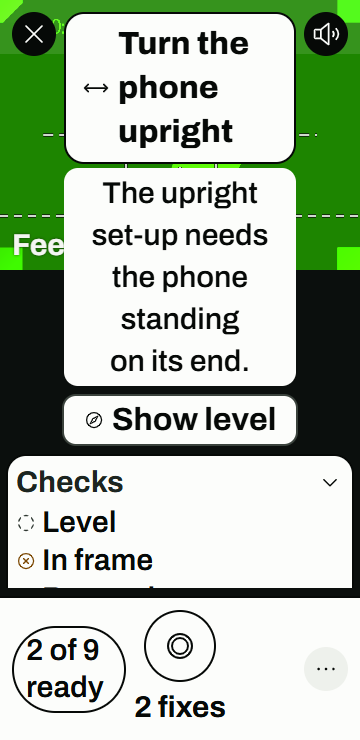 Turn the
phone
upright
The upright
set-up needs
the phone
standing
on its end.
Fee
Show level
Checks
Level
In frame
2 of 9
ready
2 fixes